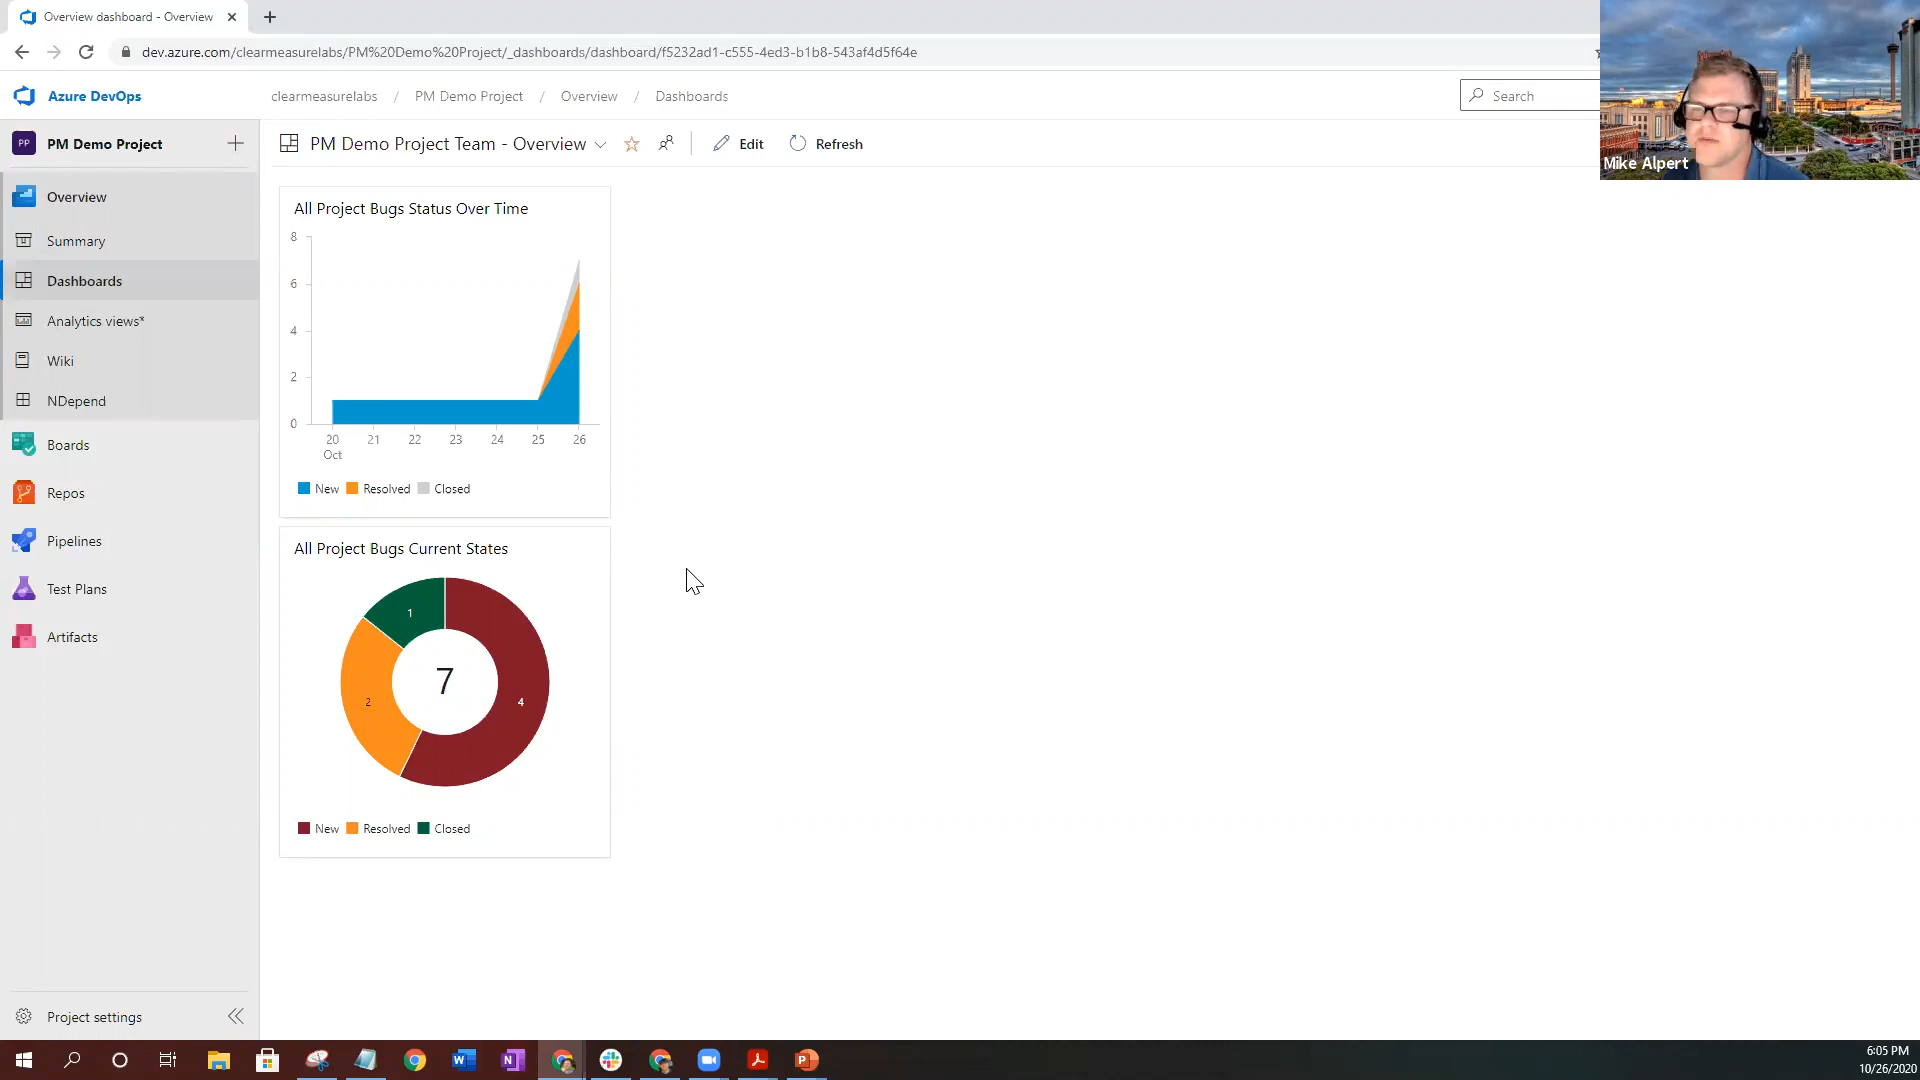 Overview dashboard - Overview
dev.azure.com/clearmeasurelabs/PM%20Demo%20Project/_dashboards/dashboard/f5232ad1-c555-4ed3-b1b8-543af4d5f64e
Azure DevOps
clearmeasurelabs / PM Demo Project / Overview / Dashboards
Search
Mike Alpert
PP PM Demo Project
PM Demo Project Team - Overview
Edit
Refresh
Overview
Summary
Dashboards
Analytics views*
Wiki
NDepend
Boards
Repos
Pipelines
Test Plans
Artifacts
Project settings
All Project Bugs Status Over Time
8
6
4
2
0
20 21 22 23 24 25 26
Oct
New Resolved Closed
All Project Bugs Current States
1
2
7
4
New Resolved Closed
6:05 PM
10/26/2020